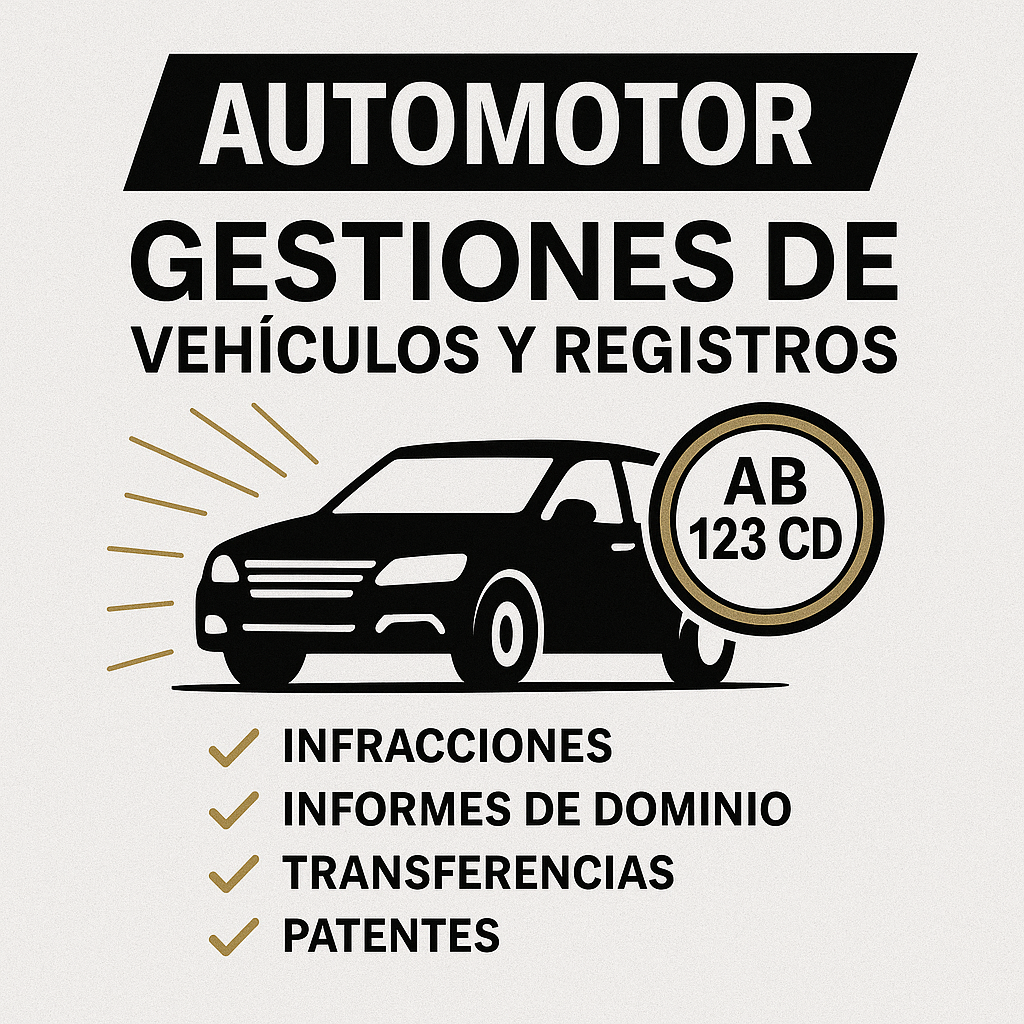 AUTOMOTOR
GESTIONES DE
VEHÍCULOS Y REGISTROS
AB
123 CD
INFRACCIONES
INFORMES DE DOMINIO
TRANSFERENCIAS
PATENTES